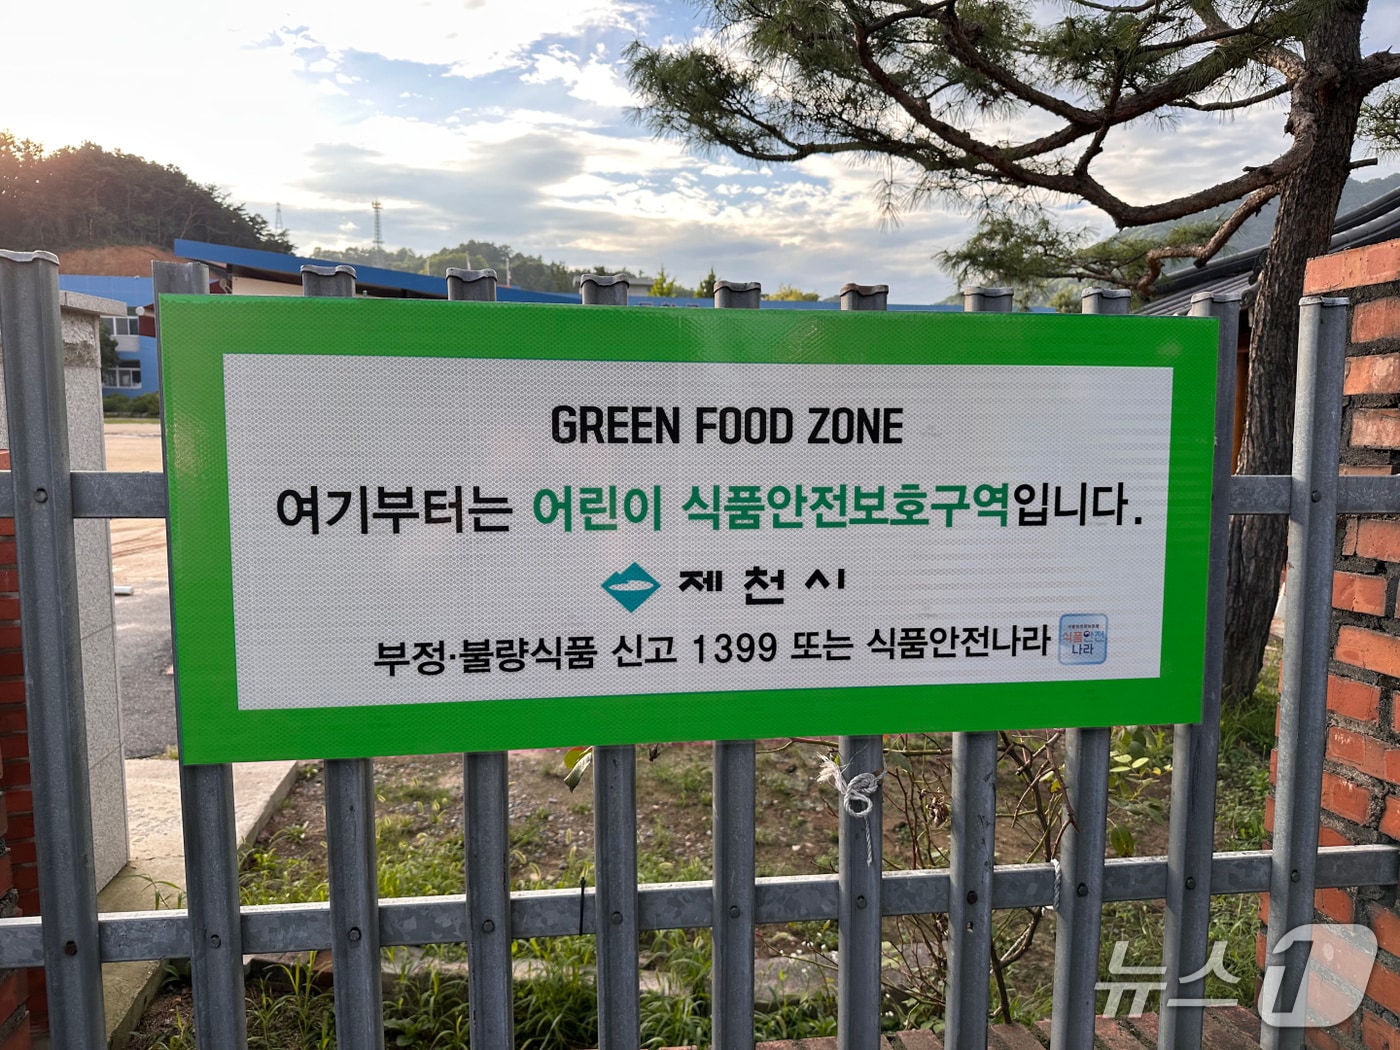 GREEN FOOD ZONE
여기부터는 어린이 식품안전보호구역입니다.
제천시
부정·불량식품 신고 1399 또는 식품안전나라
식품안전
나라
뉴스1